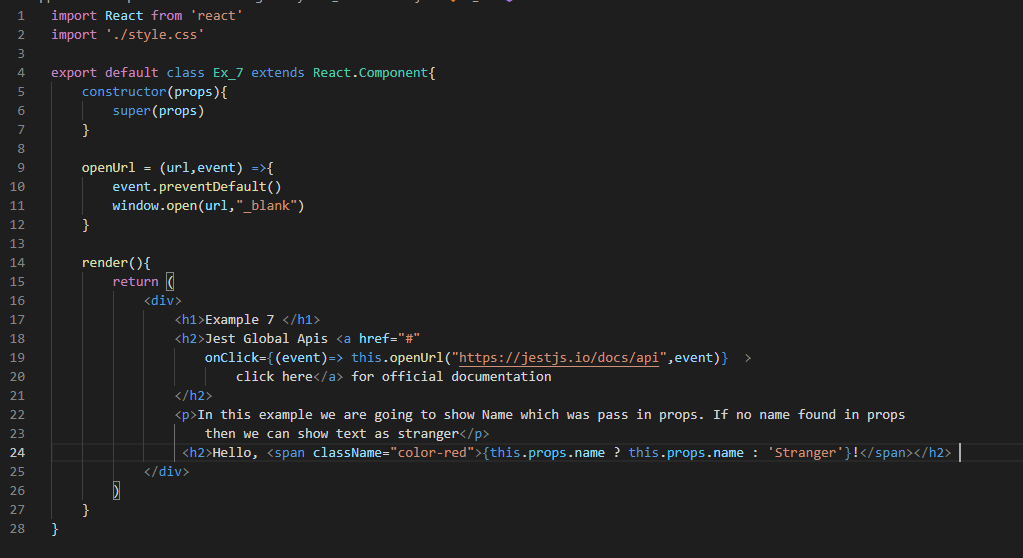 1 import React from 'react'
2 import './style.css'
3
4 export default class Ex_7 extends React.Component{
5     constructor(props){
6         super(props)
7     }
8
9     openUrl = (url,event) =>{
10         event.preventDefault()
11         window.open(url,"_blank")
12     }
13
14     render(){
15         return (
16             <div>
17                 <h1>Example 7 </h1>
18                 <h2>Jest Global Apis <a href="#"
19                     onClick={(event)=> this.openUrl("https://jestjs.io/docs/api",event)}  >
20                         click here</a> for official documentation
21                 </h2>
22                 <p>In this example we are going to show Name which was pass in props. If no name found in props
23                     then we can show text as stranger</p>
24                  <h2>Hello, <span className="color-red">{this.props.name ? this.props.name : 'Stranger'}!</span></h2>
25             </div>
26         )
27     }
28 }